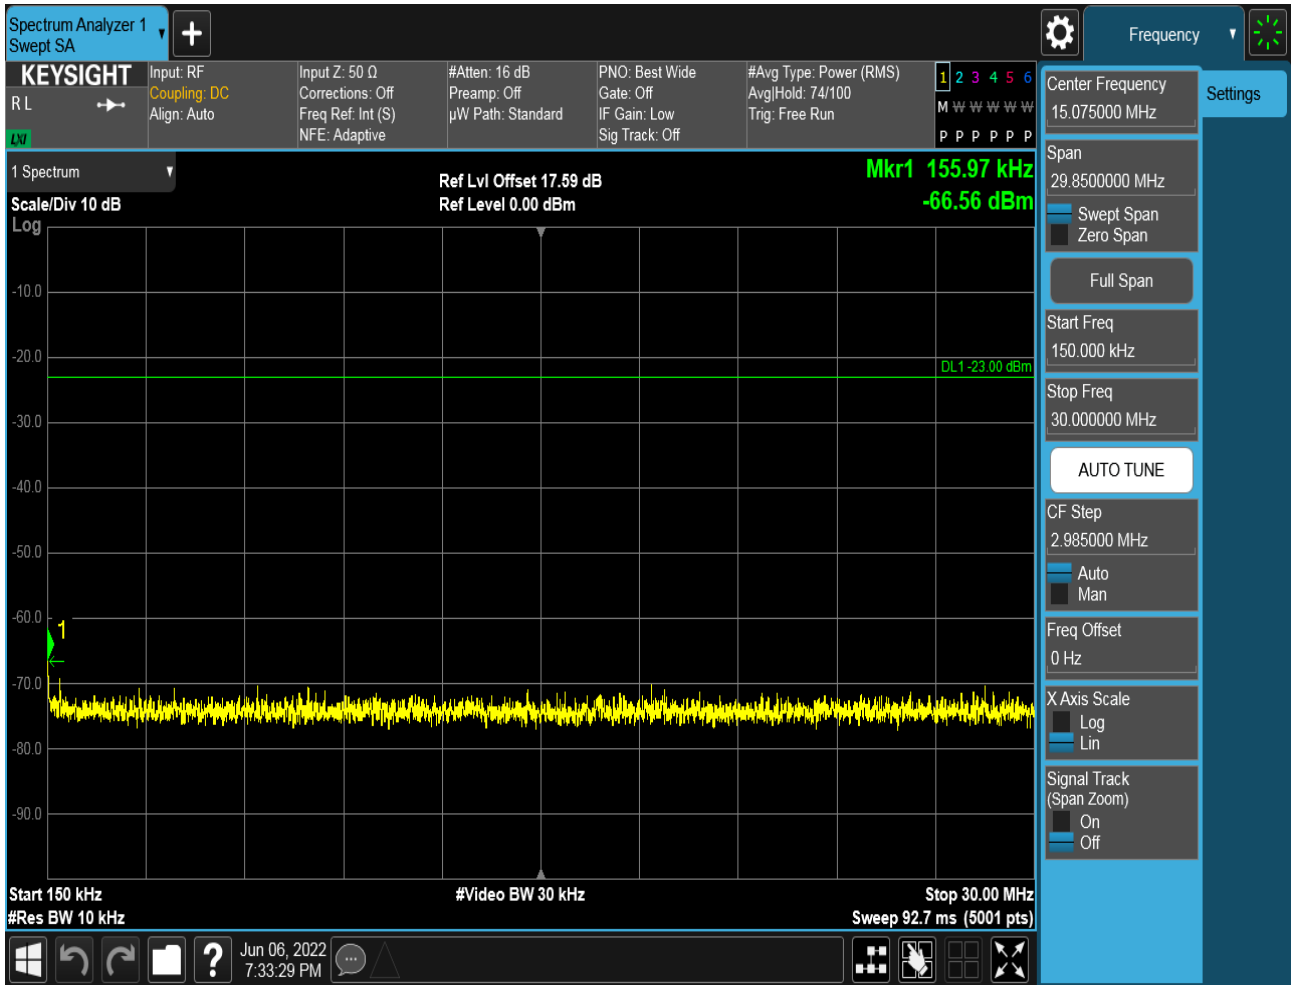 Spectrum Analyzer 1
Swept SA
Frequency
KEYSIGHT
R L
LXI
Input: RF
Coupling: DC
Align: Auto
Input Z: 50 Ω
Corrections: Off
Freq Ref: Int (S)
NFE: Adaptive
#Atten: 16 dB
Preamp: Off
µW Path: Standard
PNO: Best Wide
Gate: Off
IF Gain: Low
Sig Track: Off
#Avg Type: Power (RMS)
Avg|Hold: 74/100
Trig: Free Run
1 2 3 4 5 6
M W W W W W
P P P P P P
1 Spectrum
Scale/Div 10 dB
Log
Ref Lvl Offset 17.59 dB
Ref Level 0.00 dBm
Mkr1 155.97 kHz
-66.56 dBm
-10.0
-20.0
DL1 -23.00 dBm
-30.0
-40.0
-50.0
-60.0
1
-70.0
-80.0
-90.0
Start 150 kHz
#Res BW 10 kHz
#Video BW 30 kHz
Stop 30.00 MHz
Sweep 92.7 ms (5001 pts)
?
Jun 06, 2022
7:33:29 PM
Center Frequency
15.075000 MHz
Settings
Span
29.8500000 MHz
Swept Span
Zero Span
Full Span
Start Freq
150.000 kHz
Stop Freq
30.000000 MHz
AUTO TUNE
CF Step
2.985000 MHz
Auto
Man
Freq Offset
0 Hz
X Axis Scale
Log
Lin
Signal Track
(Span Zoom)
On
Off